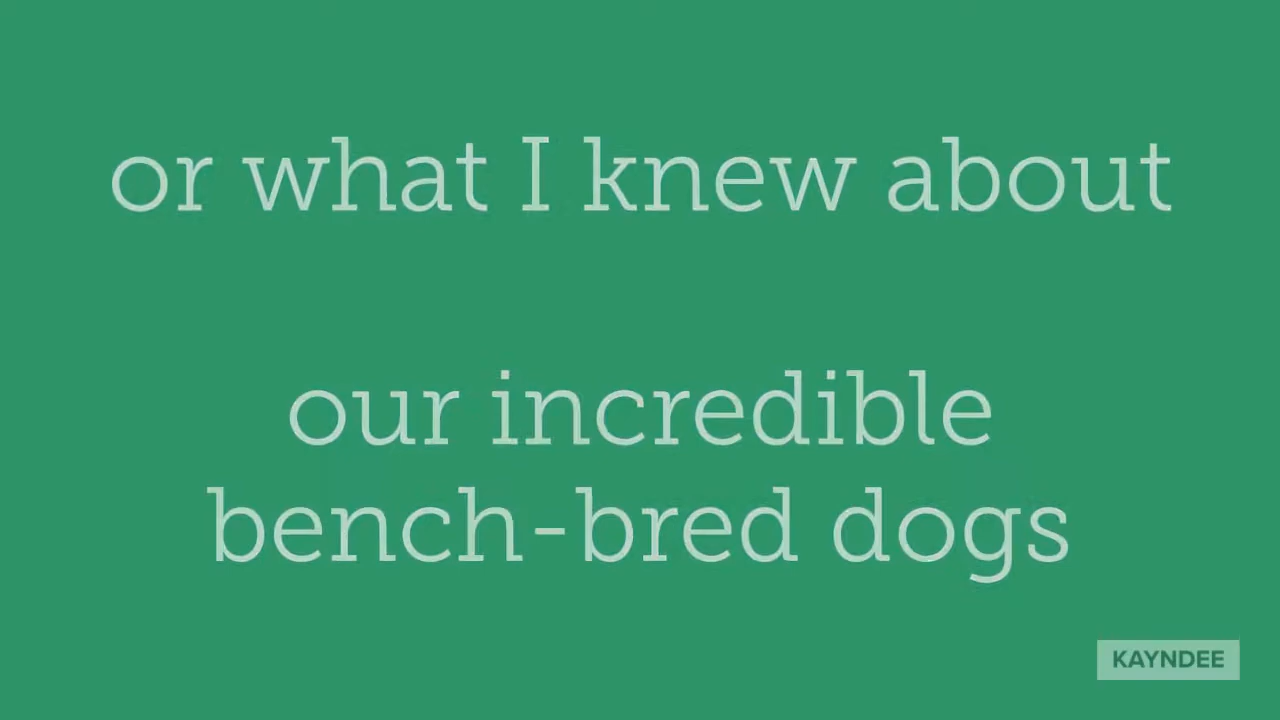 or what I knew about
our incredible
bench-bred dogs
KAYNDEE